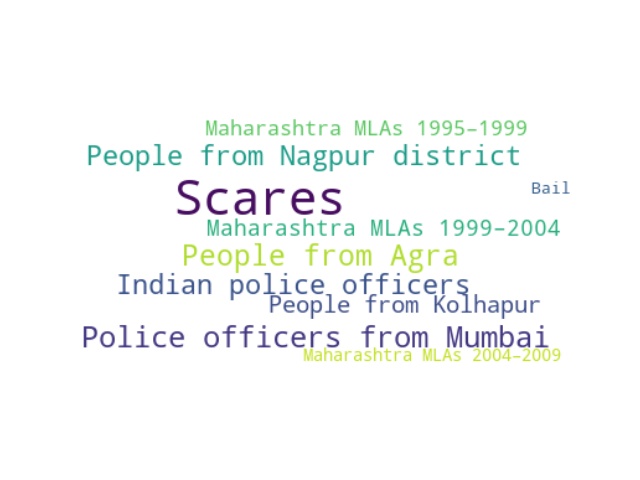 Maharashtra MLAs 1995–1999
People from Nagpur district
Scares
Bail
Maharashtra MLAs 1999–2004
People from Agra
Indian police officers
People from Kolhapur
Police officers from Mumbai
Maharashtra MLAs 2004–2009